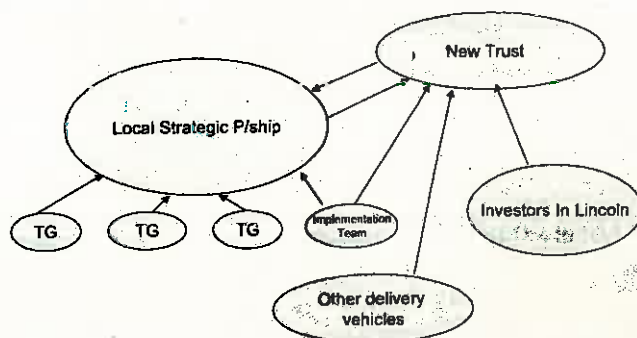 New Trust
Local Strategic P/ship
TG
TG
TG
Implementation
Team
Investors In Lincoln
Other delivery
vehicles